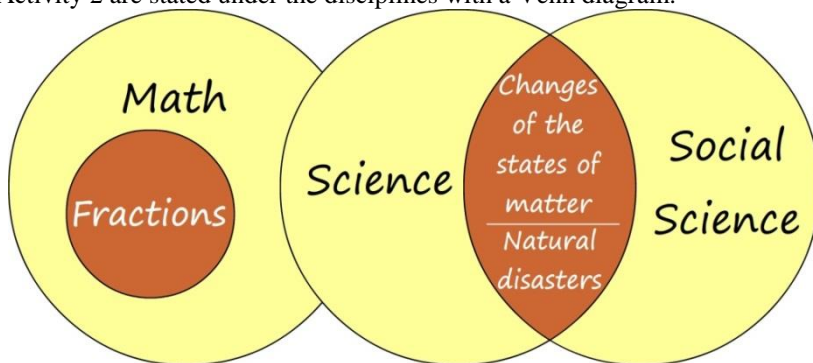 Activity 2 are stated under the disciplines with a Venn diagram.
Math
Fractions
Science
Changes
of the
states of
matter
Natural
disasters
Social
Science